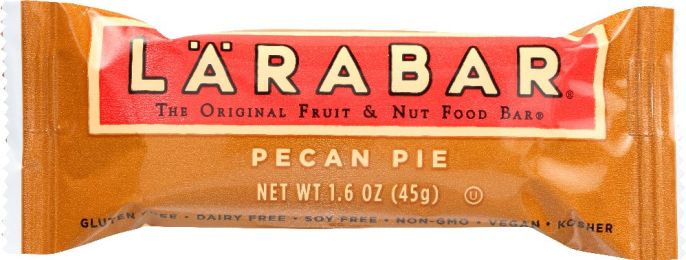 LÄRABAR®
THE ORIGINAL FRUIT & NUT FOOD BAR®
PECAN PIE
NET WT 1.6 OZ (45g) Ⓤ
GLUTEN FREE • DAIRY FREE • SOY FREE • NON-GMO • VEGAN • KOSHER